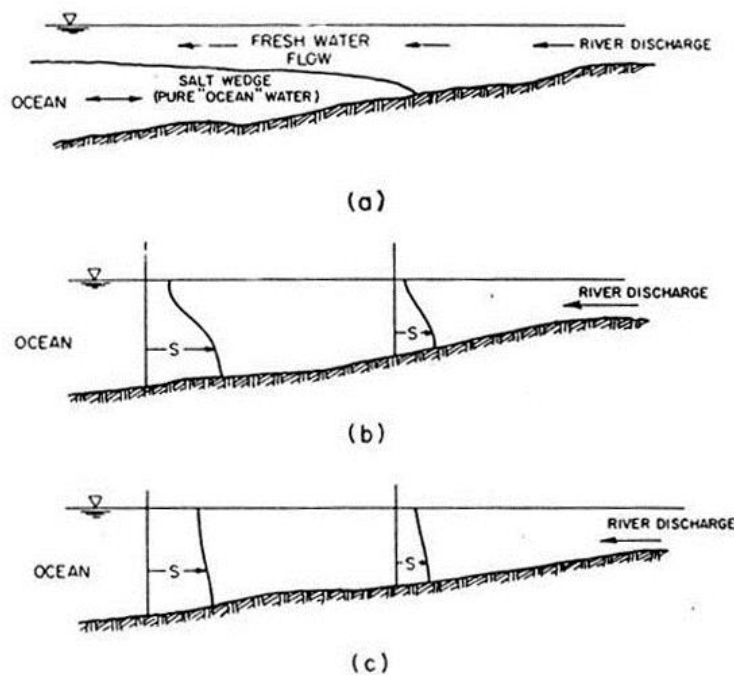 FRESH WATER
FLOW
RIVER DISCHARGE
SALT WEDGE
(PURE "OCEAN" WATER)
OCEAN
(a)
RIVER DISCHARGE
OCEAN
S
S
(b)
RIVER DISCHARGE
OCEAN
S
S
(c)